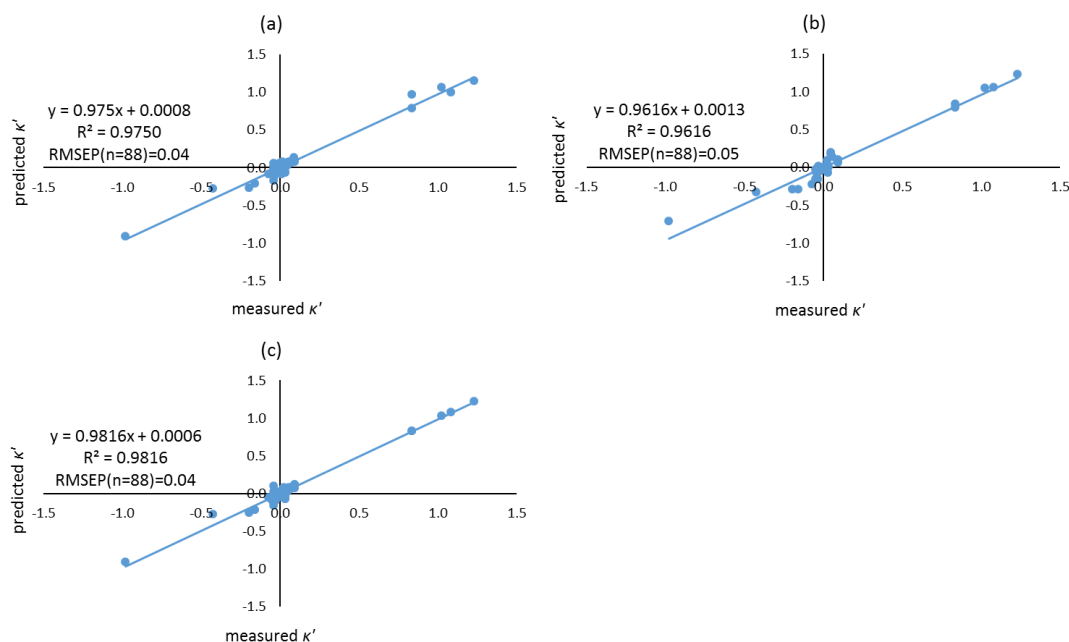 (a)
1.5
1.0
0.5
0.0
-0.5
-1.0
-1.5
-1.5 -1.0 -0.5 0.0 0.5 1.0 1.5
y = 0.975x + 0.0008
R² = 0.9750
RMSEP(n=88)=0.04
predicted κ′
measured κ′
(b)
1.5
1.0
0.5
0.0
-0.5
-1.0
-1.5
-1.5 -1.0 -0.5 0.0 0.5 1.0 1.5
y = 0.9616x + 0.0013
R² = 0.9616
RMSEP(n=88)=0.05
predicted κ′
measured κ′
(c)
1.5
1.0
0.5
0.0
-0.5
-1.0
-1.5
-1.5 -1.0 -0.5 0.0 0.5 1.0 1.5
y = 0.9816x + 0.0006
R² = 0.9816
RMSEP(n=88)=0.04
predicted κ′
measured κ′